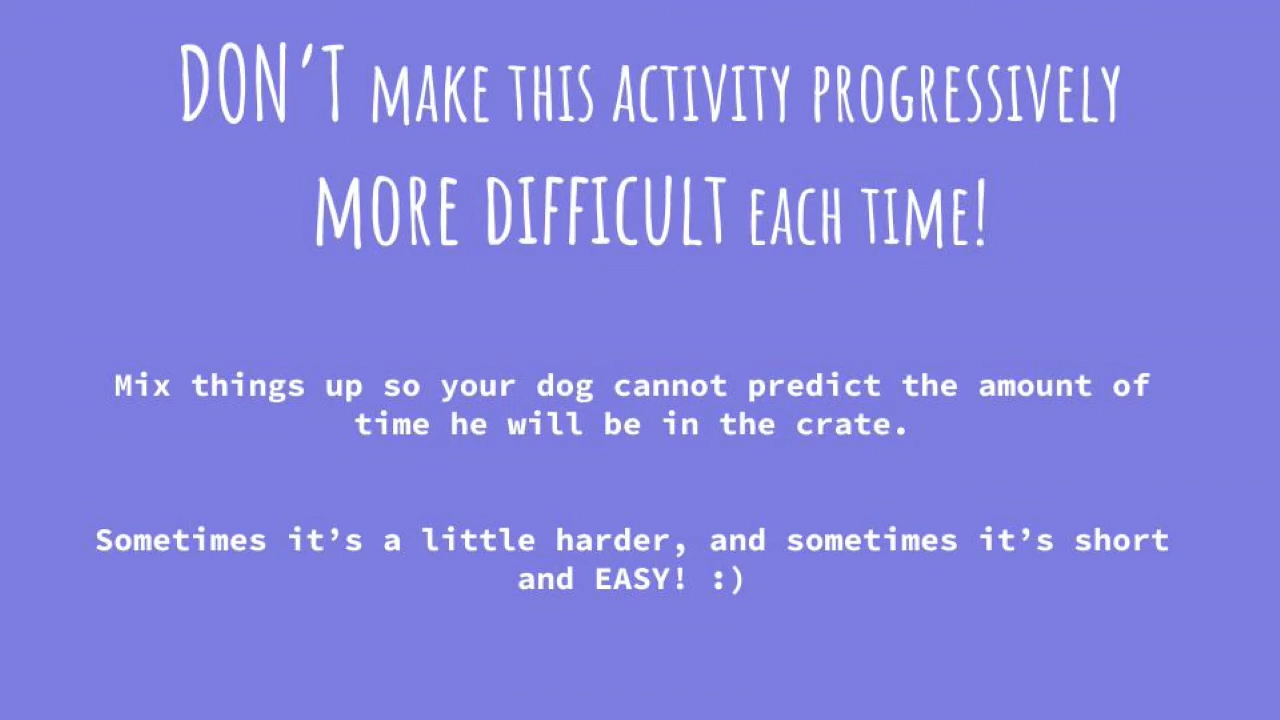 DON'T MAKE THIS ACTIVITY PROGRESSIVELY
MORE DIFFICULT EACH TIME!
Mix things up so your dog cannot predict the amount of
time he will be in the crate.
Sometimes it's a little harder, and sometimes it's short
and EASY! :)